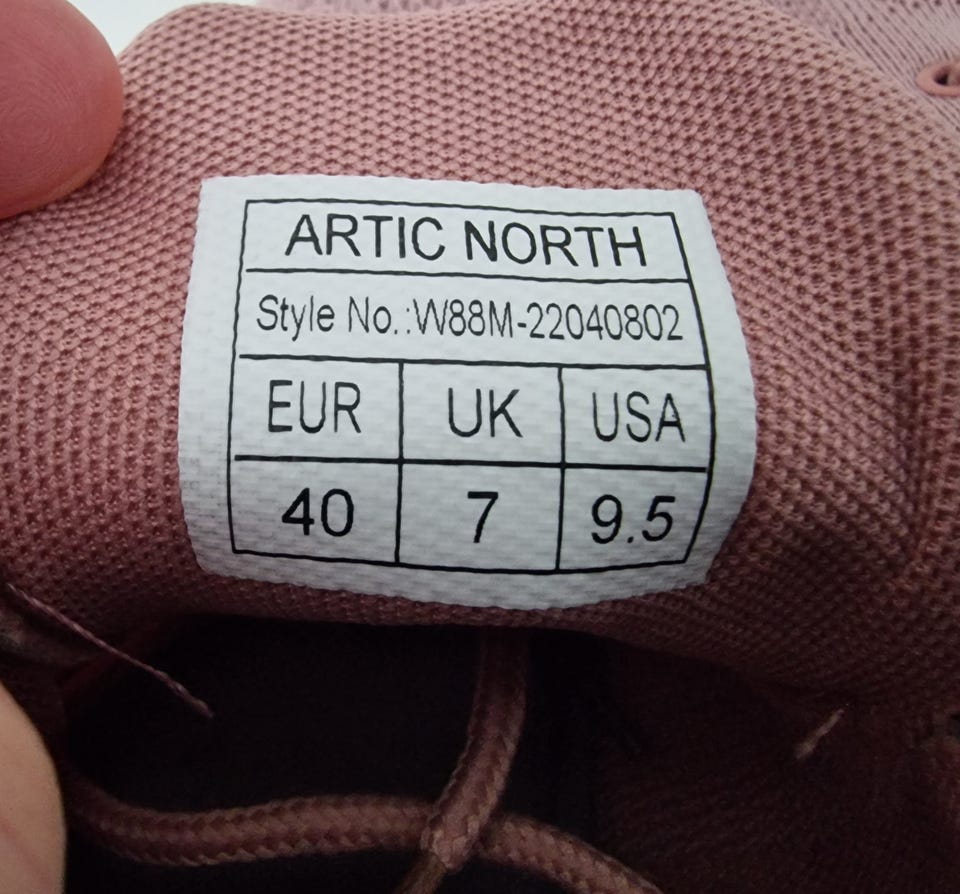 ARTIC NORTH
Style No.:W88M-22040802
EUR UK USA
40 7 9.5